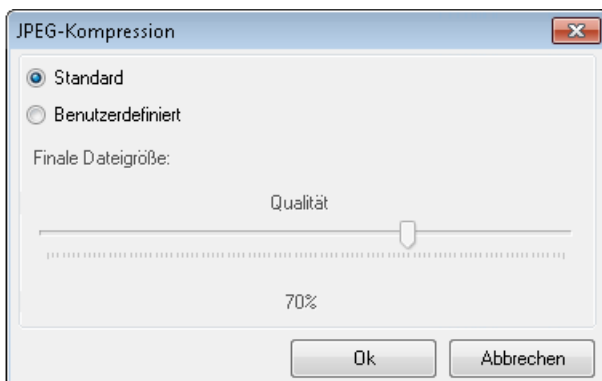 JPEG-Kompression
Standard
Benutzerdefiniert
Finale Dateigröße:
Qualität
70%
Ok
Abbrechen